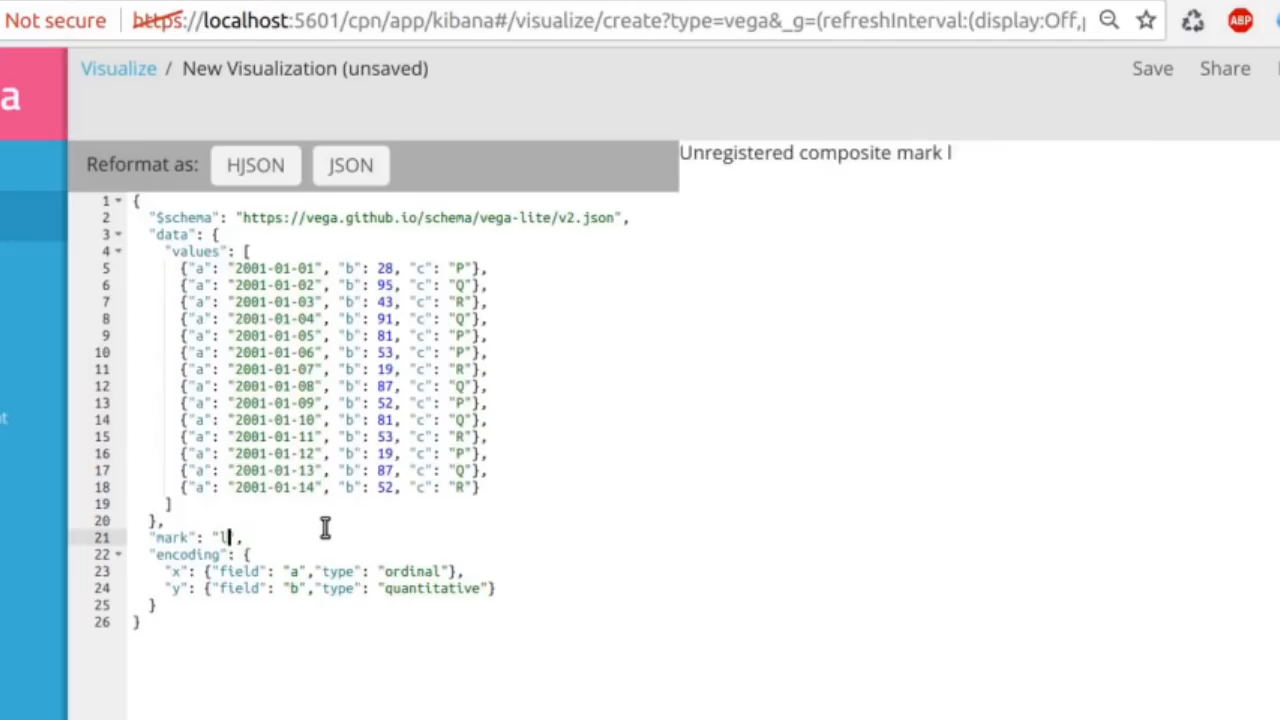 Not secure https://localhost:5601/cpn/app/kibana#/visualize/create?type=vega&_g=(refreshInterval:(display:Off,
ABP
Visualize / New Visualization (unsaved)
Save Share
a
Reformat as: HJSON JSON
Unregistered composite mark l
1 {
2 "$schema": "https://vega.github.io/schema/vega-lite/v2.json",
3 "data": {
4 "values": [
5 {"a": "2001-01-01", "b": 28, "c": "P"},
6 {"a": "2001-01-02", "b": 95, "c": "Q"},
7 {"a": "2001-01-03", "b": 43, "c": "R"},
8 {"a": "2001-01-04", "b": 91, "c": "Q"},
9 {"a": "2001-01-05", "b": 81, "c": "P"},
10 {"a": "2001-01-06", "b": 53, "c": "P"},
11 {"a": "2001-01-07", "b": 19, "c": "R"},
12 {"a": "2001-01-08", "b": 87, "c": "Q"},
13 {"a": "2001-01-09", "b": 52, "c": "P"},
14 {"a": "2001-01-10", "b": 81, "c": "Q"},
15 {"a": "2001-01-11", "b": 53, "c": "R"},
16 {"a": "2001-01-12", "b": 19, "c": "P"},
17 {"a": "2001-01-13", "b": 87, "c": "Q"},
18 {"a": "2001-01-14", "b": 52, "c": "R"}
19 ]
20 },
21 "mark": "l",
22 "encoding": {
23 "x": {"field": "a","type": "ordinal"},
24 "y": {"field": "b","type": "quantitative"}
25 }
26 }